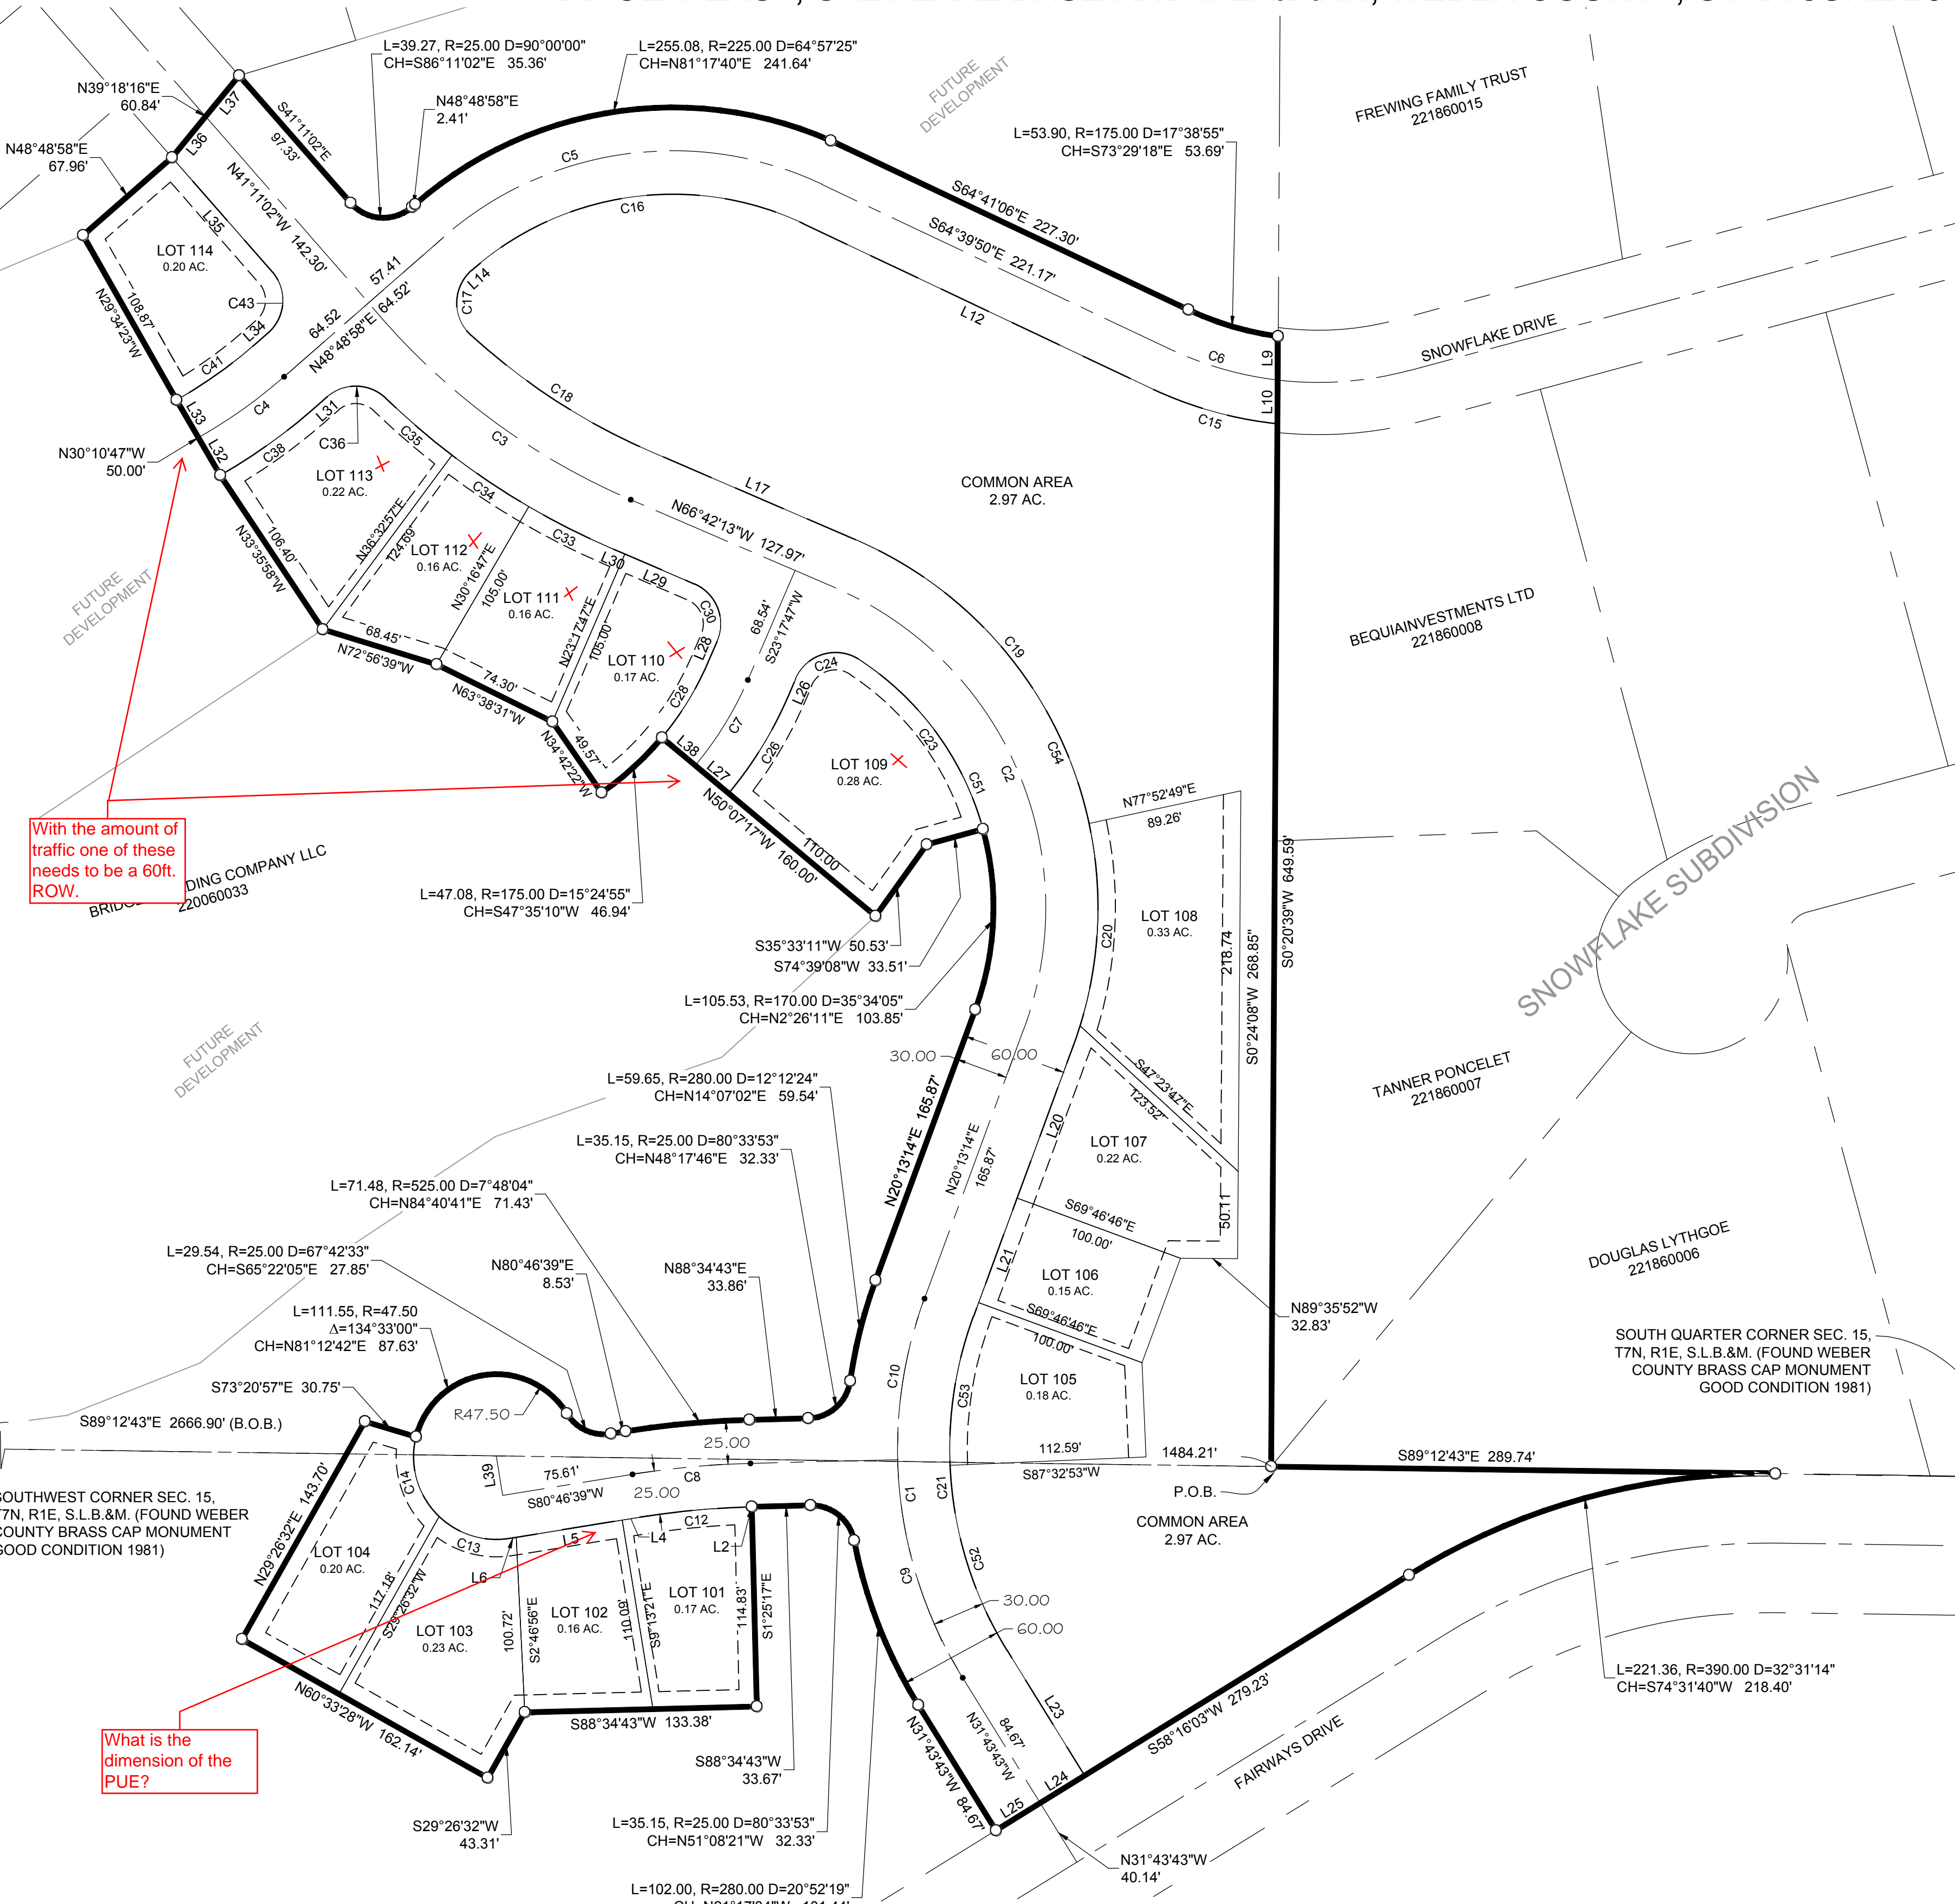 L=39.27, R=25.00 D=90°00'00"
CH=S86°11'02"E 35.36'
L=255.08, R=225.00 D=64°57'25"
CH=N81°17'40"E 241.64'
N39°18'16"E
60.84'
N48°48'58"E
2.41'
FUTURE
DEVELOPMENT
FREWING FAMILY TRUST
221860015
L=53.90, R=175.00 D=17°38'55"
CH=S73°29'18"E 53.69'
N48°48'58"E
67.96'
L37
L36
S41°11'02"E
97.33'
N41°11'02"W 142.30'
C5
C16
S64°41'06"E 227.30'
S64°39'50"E 221.17'
L35
LOT 114
0.20 AC.
C43
L34
C41
N29°34'23"W
108.87'
57.41
64.52
N48°48'58"E 64.52'
C17
L14
L12
C6
L9
L10
C15
SNOWFLAKE DRIVE
L33
L32
C4
N30°10'47"W
50.00'
L31
C36
C38
C35
C18
C3
LOT 113
0.22 AC.
L17
COMMON AREA
2.97 AC.
N66°42'13"W 127.97'
N33°35'58"W
106.40'
N36°32'57"E
124.69'
C34
LOT 112
0.16 AC.
N30°16'47"E
105.00'
C33
L30
L29
LOT 111
0.16 AC.
N23°17'47"E
105.00'
C30
L28
68.54'
S23°17'47"W
FUTURE
DEVELOPMENT
BEQUIAINVESTMENTS LTD
221860008
68.45'
N72°56'39"W
LOT 110
0.17 AC.
74.30'
N63°38'31"W
C28
C7
C24
L26
C19
C54
N34°42'22"W
49.57'
L38
L27
C26
C23
C2
C51
LOT 109
0.28 AC.
N50°07'17"W 160.00'
110.00
N77°52'49"E
89.26'
S0°20'39"W 649.59'
SNOWFLAKE SUBDIVISION
With the amount of
traffic one of these
needs to be a 60ft.
ROW.
DING COMPANY LLC
220060033
L=47.08, R=175.00 D=15°24'55"
CH=S47°35'10"W 46.94'
S35°33'11"W 50.53'
S74°39'08"W 33.51'
LOT 108
0.33 AC.
C20
218.74
S0°24'08"W 268.85'
L=105.53, R=170.00 D=35°34'05"
CH=N2°26'11"E 103.85'
FUTURE
DEVELOPMENT
30.00
60.00
S47°23'47"E
123.52'
TANNER PONCELET
221860007
L=59.65, R=280.00 D=12°12'24"
CH=N14°07'02"E 59.54'
N20°13'14"E 165.87'
L20
LOT 107
0.22 AC.
L=35.15, R=25.00 D=80°33'53"
CH=N48°17'46"E 32.33'
N20°13'14"E
165.87'
L=71.48, R=525.00 D=7°48'04"
CH=N84°40'41"E 71.43'
S69°46'46"E
100.00'
50.11
L=29.54, R=25.00 D=67°42'33"
CH=S65°22'05"E 27.85'
N80°46'39"E
8.53'
N88°34'43"E
33.86'
L21
LOT 106
0.15 AC.
DOUGLAS LYTHGOE
221860006
L=111.55, R=47.50
Δ=134°33'00"
CH=N81°12'42"E 87.63'
S69°46'46"E
100.00'
N89°35'52"W
32.83'
SOUTH QUARTER CORNER SEC. 15,
T7N, R1E, S.L.B.&M. (FOUND WEBER
COUNTY BRASS CAP MONUMENT
GOOD CONDITION 1981)
S73°20'57"E 30.75'
C10
C53
LOT 105
0.18 AC.
S89°12'43"E 2666.90' (B.O.B.)
R47.50
25.00
112.59'
S87°32'53"W
1484.21'
S89°12'43"E 289.74'
P.O.B.
C14
L39
75.61'
S80°46'39"W
C8
25.00
C1
C21
SOUTHWEST CORNER SEC. 15,
T7N, R1E, S.L.B.&M. (FOUND WEBER
COUNTY BRASS CAP MONUMENT
GOOD CONDITION 1981)
N29°26'32"E 143.70'
COMMON AREA
2.97 AC.
C13
L6
L5
L4
C12
L2
LOT 104
0.20 AC.
117.18'
S29°26'32"W
C9
C52
LOT 103
0.23 AC.
100.72'
S2°46'56"E
LOT 102
0.16 AC.
110.09'
S9°13'21"E
LOT 101
0.17 AC.
114.83'
S1°25'17"E
30.00
60.00
N60°33'28"W 162.14'
S88°34'43"W 133.38'
S88°34'43"W
33.67'
L=221.36, R=390.00 D=32°31'14"
CH=S74°31'40"W 218.40'
L23
84.67'
N31°43'43"W
N31°43'43"W 84.67'
S58°16'03"W 279.23'
FAIRWAYS DRIVE
What is the
dimension of the
PUE?
L24
L25
S29°26'32"W
43.31'
L=35.15, R=25.00 D=80°33'53"
CH=N51°08'21"W 32.33'
N31°43'43"W
40.14'
L=102.00, R=280.00 D=20°52'19"